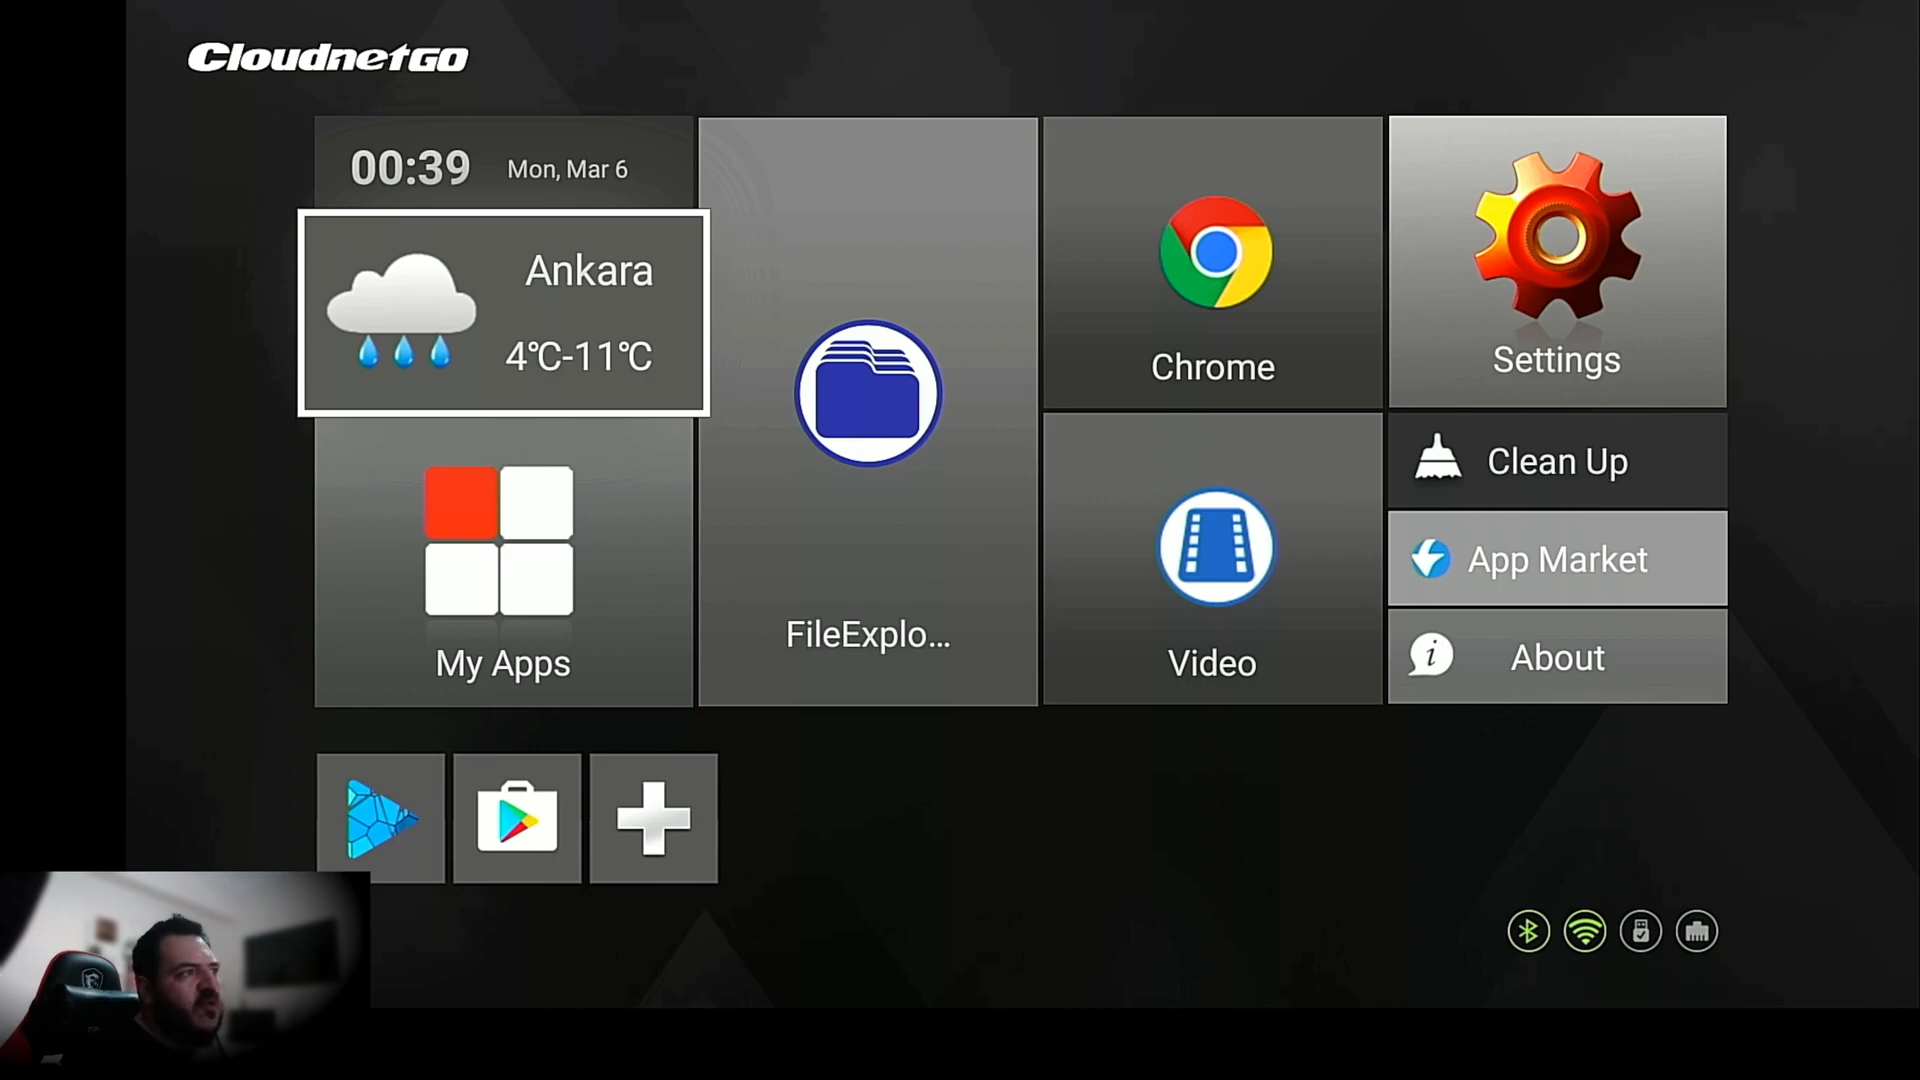 CloudnetGO
00:39 Mon, Mar 6
Ankara
4℃-11℃
My Apps
FileExplo...
Chrome
Video
Settings
Clean Up
App Market
About